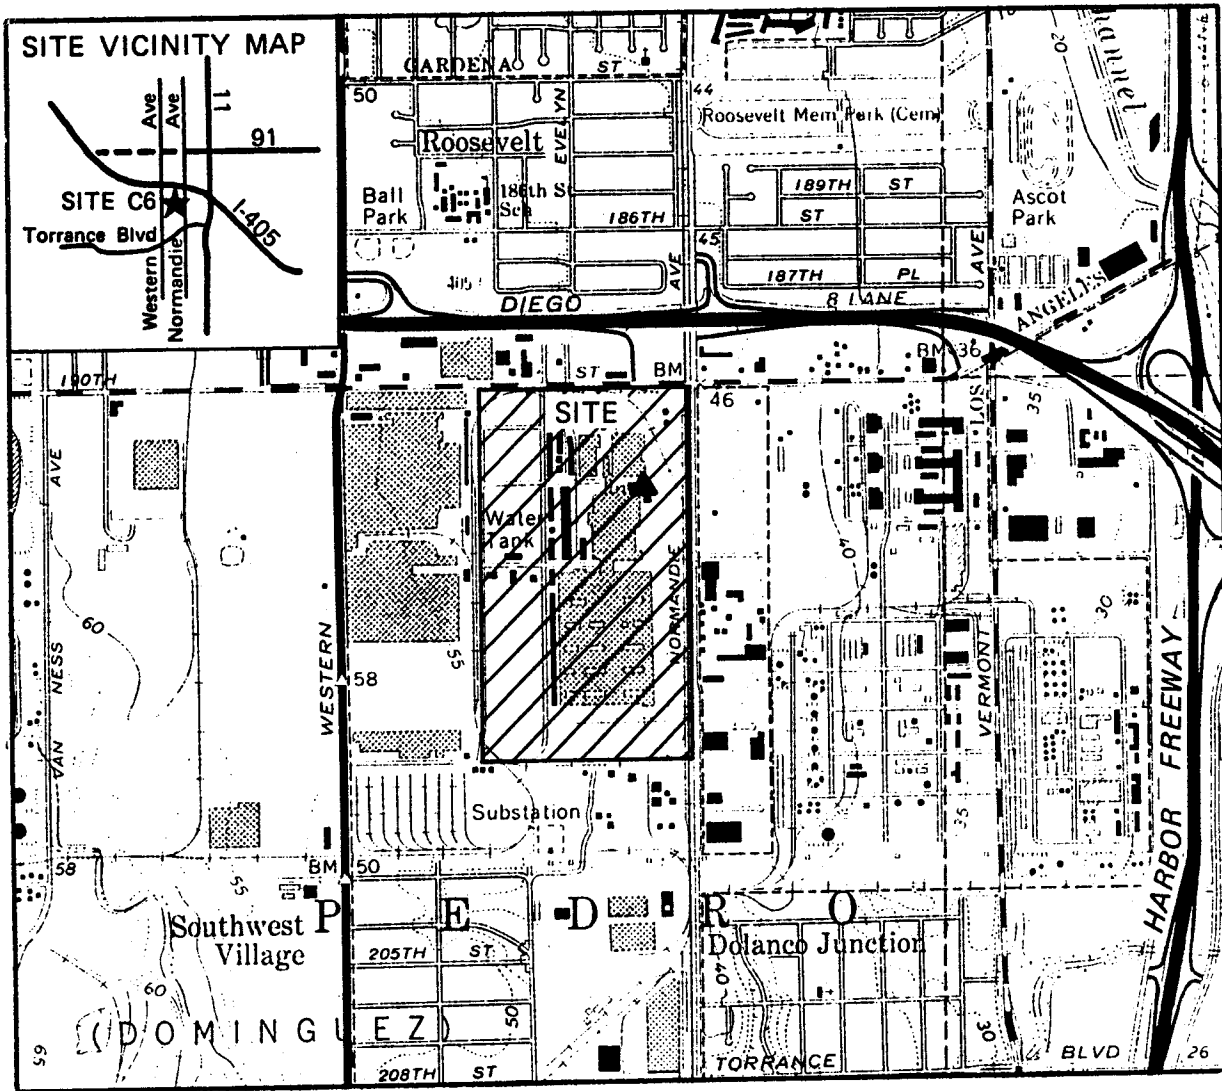 SITE VICINITY MAP
Ave
Ave
11
91
SITE C6
I-405
Torrance Blvd
Western
Normandie
GARDENA ST
50
44
Roosevelt Mem Park (Cem)
Roosevelt
EVELYN
Ball
Park
186th St
Sch
186TH ST
189TH ST
45
AVE
AVE
187TH PL
Ascot
Park
20
DIEGO
8 LANE
LOS ANGELES
BM 36
190TH ST
BM
46
35
SITE
Water
Tank
NORMANDIE
40
30
VAN NESS AVE
60
WESTERN
55
58
VERMONT
HARBOR FREEWAY
Substation
35
58
BM 50
55
PEDRO
Southwest
Village
Dolanco Junction
205TH ST
40
60
50
(DOMINGUEZ)
59
30
TORRANCE BLVD
26
208TH ST